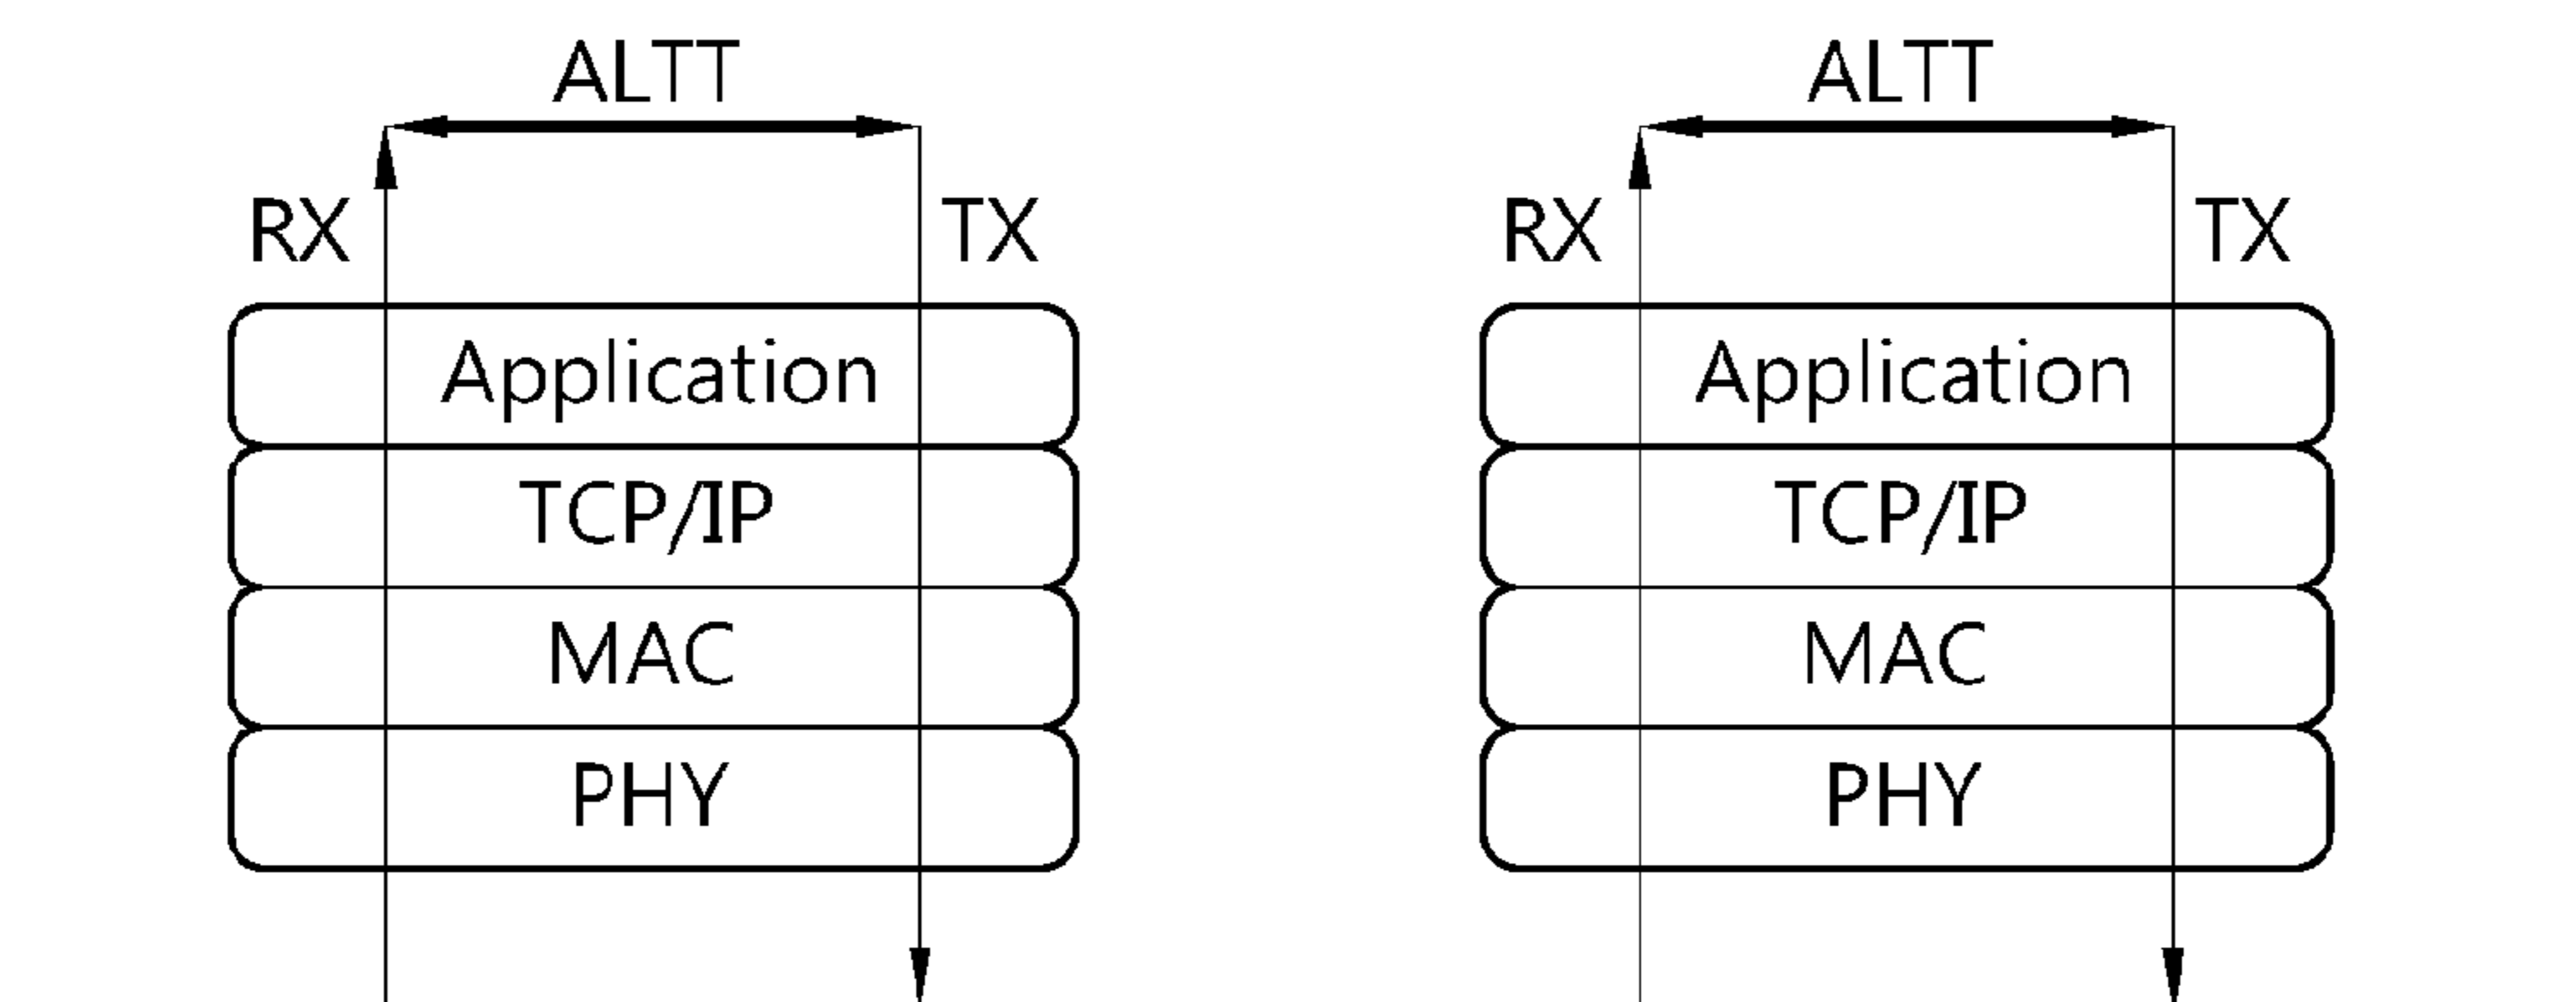 ALTT
RX
TX
Application
TCP/IP
MAC
PHY
ALTT
RX
TX
Application
TCP/IP
MAC
PHY